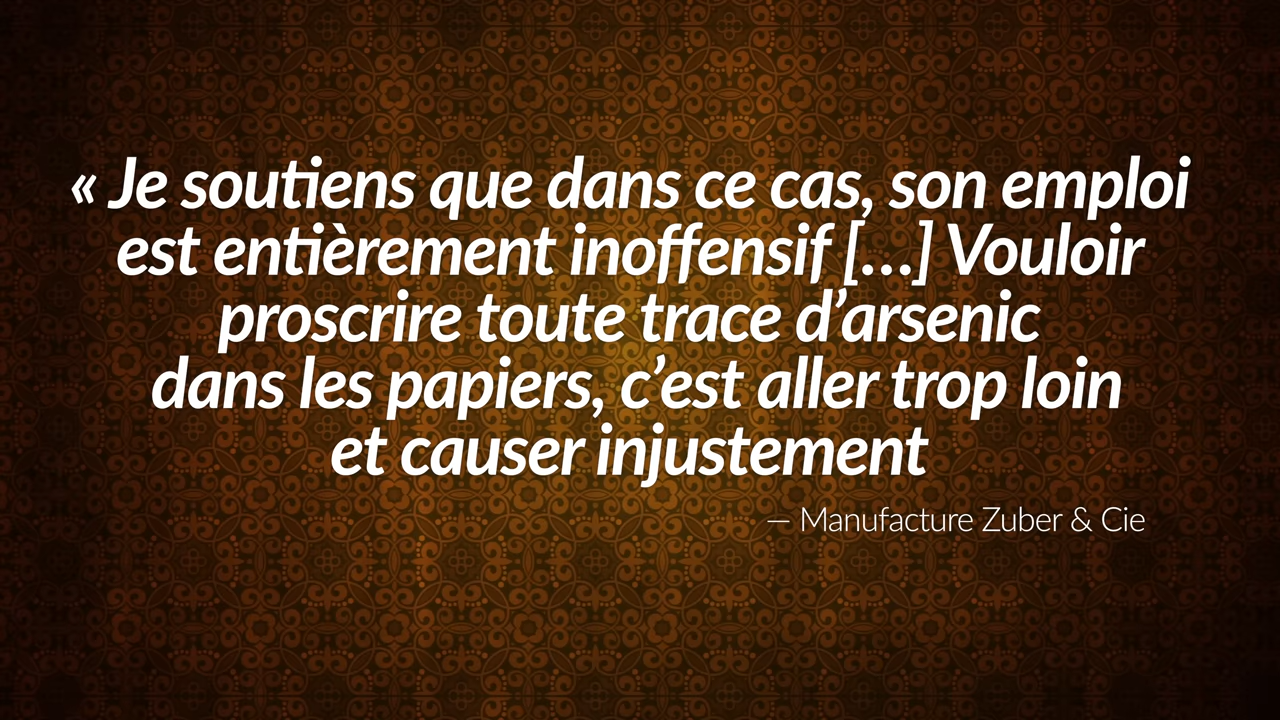 « Je soutiens que dans ce cas, son emploi
est entièrement inoffensif [...] Vouloir
proscrire toute trace d’arsenic
dans les papiers, c’est aller trop loin
et causer injustement
— Manufacture Zuber & Cie